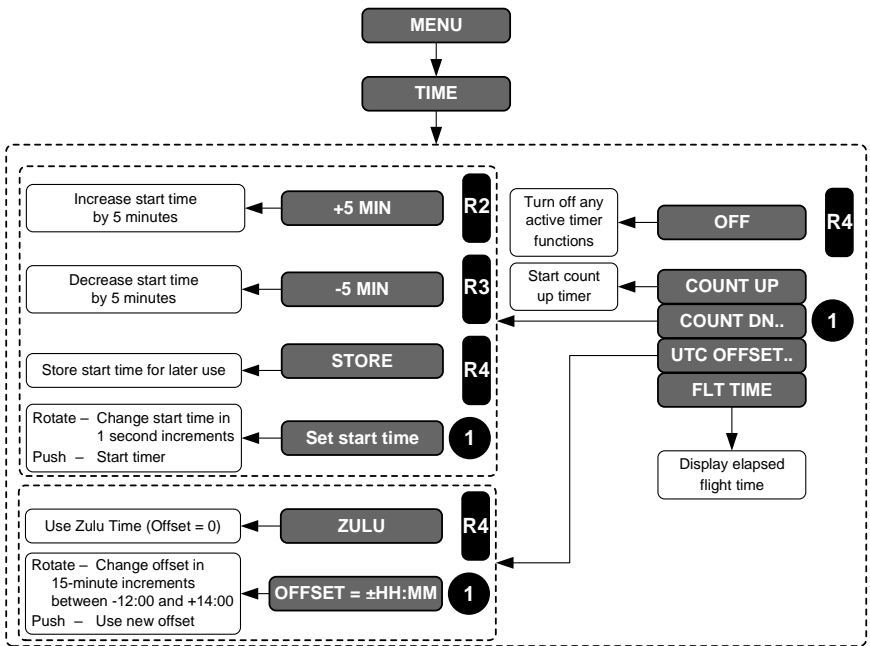 MENU
TIME
Increase start time
by 5 minutes
+5 MIN
R2
Decrease start time
by 5 minutes
-5 MIN
R3
Store start time for later use
STORE
R4
Rotate – Change start time in
1 second increments
Push – Start timer
Set start time
1
Use Zulu Time (Offset = 0)
ZULU
R4
Rotate – Change offset in
15-minute increments
between -12:00 and +14:00
Push – Use new offset
OFFSET = ±HH:MM
1
Turn off any
active timer
functions
OFF
R4
Start count
up timer
COUNT UP
COUNT DN..
1
UTC OFFSET..
FLT TIME
Display elapsed
flight time